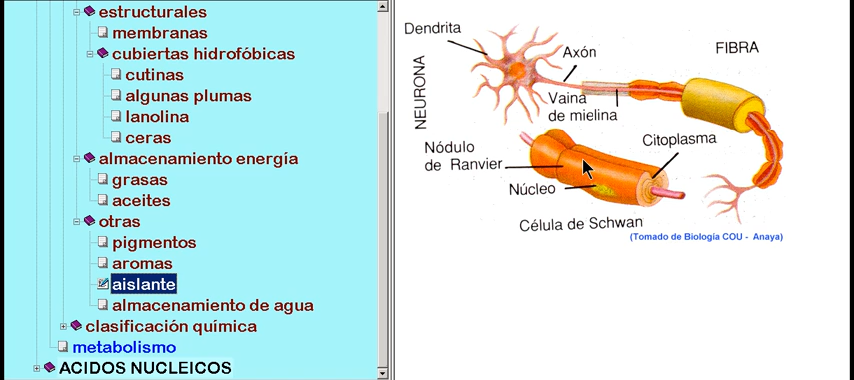 estructurales
membranas
cubiertas hidrofóbicas
cutinas
algunas plumas
lanolina
ceras
almacenamiento energía
grasas
aceites
otras
pigmentos
aromas
aislante
almacenamiento de agua
clasificación química
metabolismo
ACIDOS NUCLEICOS
Dendrita
Axón
FIBRA
NEURONA
Vaina
de mielina
Nódulo
de Ranvier
Citoplasma
Núcleo
Célula de Schwan
(Tomado de Biología COU - Anaya)